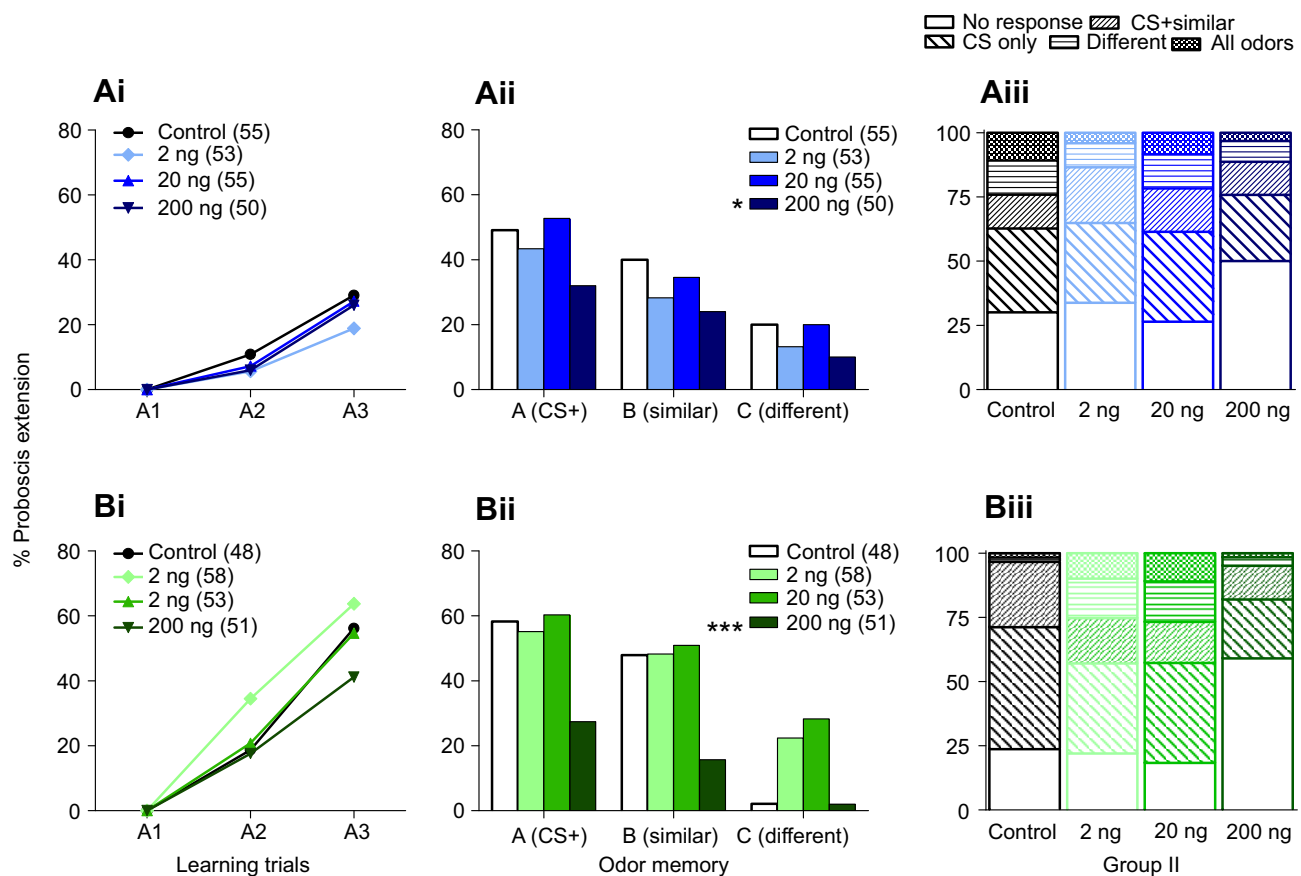 No response CS+similar
CS only Different All odors
Ai
Aii
Aiii
% Proboscis extension
80
60
40
20
0
Control (55)
2 ng (53)
20 ng (55)
200 ng (50)
A1 A2 A3
80
60
40
20
0
Control (55)
2 ng (53)
20 ng (55)
* 200 ng (50)
A (CS+) B (similar) C (different)
100
75
50
25
0
Control 2 ng 20 ng 200 ng
Bi
Bii
Biii
80
60
40
20
0
Control (48)
2 ng (58)
2 ng (53)
200 ng (51)
A1 A2 A3
Learning trials
80
60
40
20
0
Control (48)
2 ng (58)
20 ng (53)
*** 200 ng (51)
A (CS+) B (similar) C (different)
Odor memory
100
75
50
25
0
Control 2 ng 20 ng 200 ng
Group II